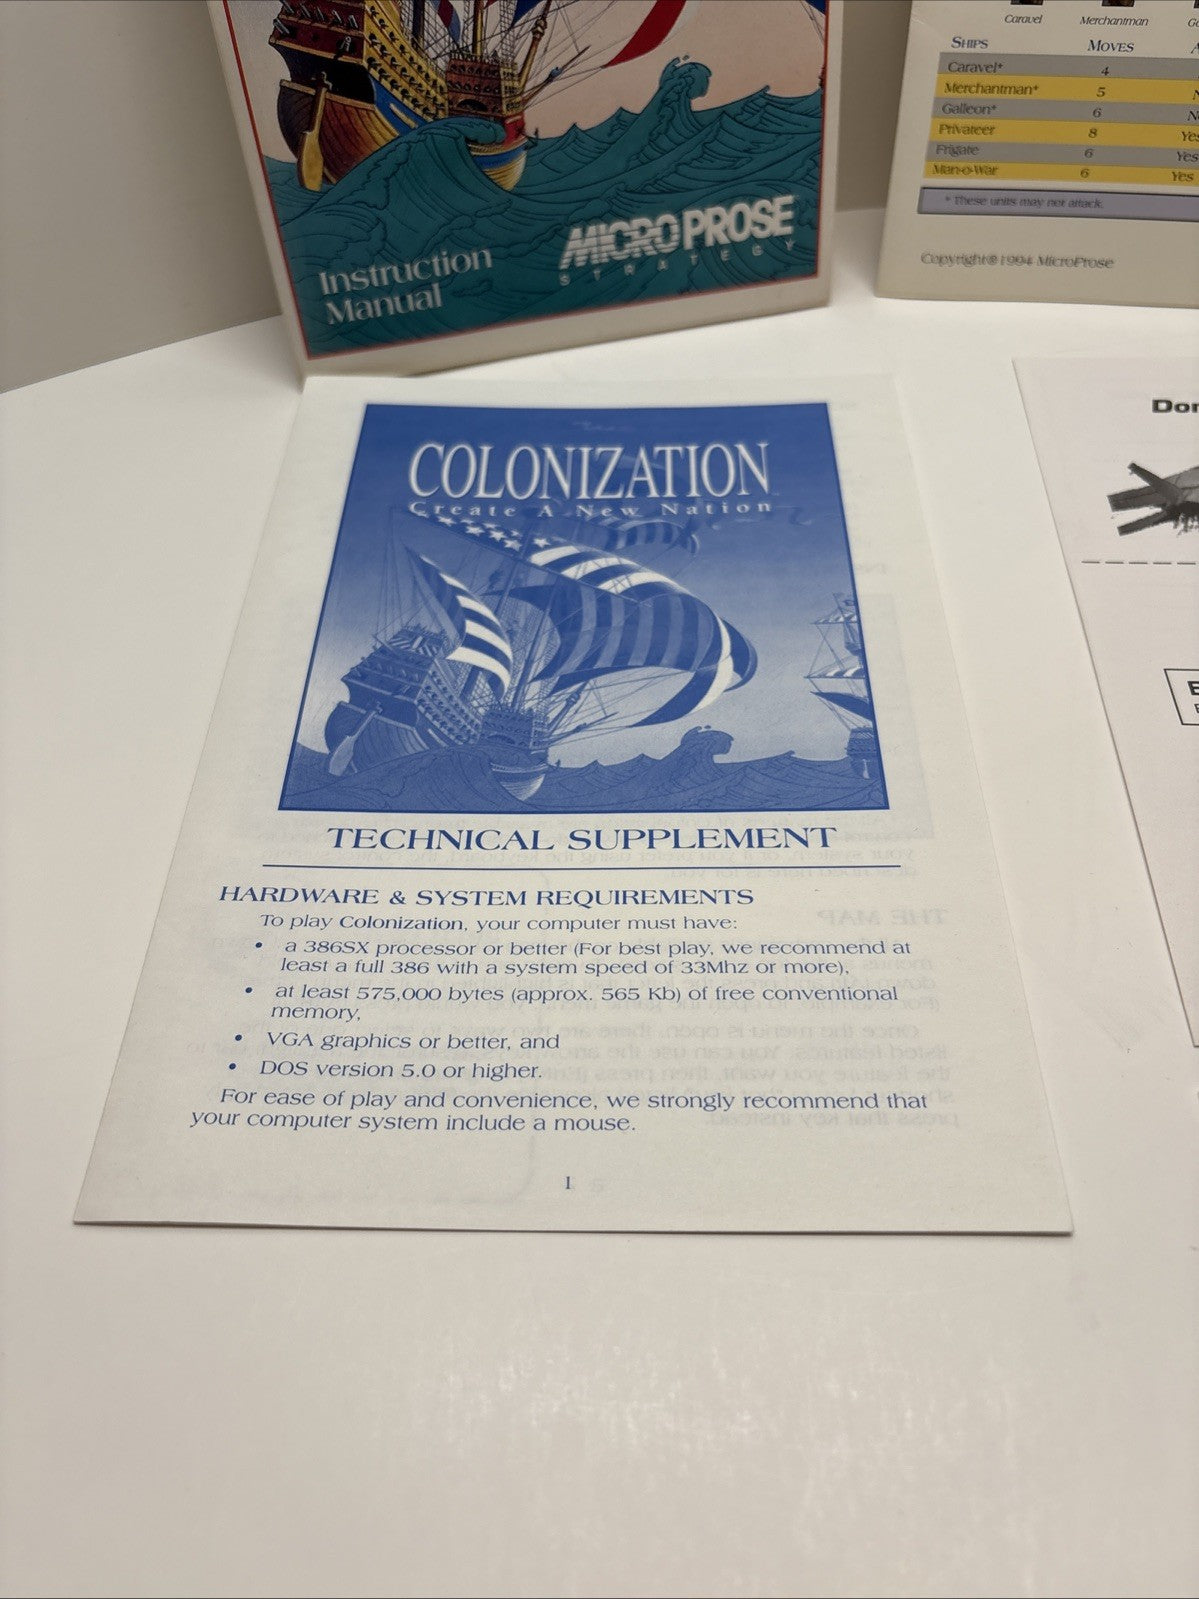 Instruction
Manual
MICROPROSE
STRATEGY
Caravel Merchantman
SHIPS MOVES
Caravel* 4
Merchantman* 5
Galleon* 6
Privateer 8 Yes
Frigate 6 Yes
Man-o-War 6 Yes
* These units may not attack.
Copyright© 1994 MicroProse
COLONIZATION
Create A New Nation
TECHNICAL SUPPLEMENT
HARDWARE & SYSTEM REQUIREMENTS
To play Colonization, your computer must have:
• a 386SX processor or better (For best play, we recommend at
least a full 386 with a system speed of 33Mhz or more),
• at least 575,000 bytes (approx. 565 Kb) of free conventional
memory,
• VGA graphics or better, and
• DOS version 5.0 or higher.
For ease of play and convenience, we strongly recommend that
your computer system include a mouse.
1